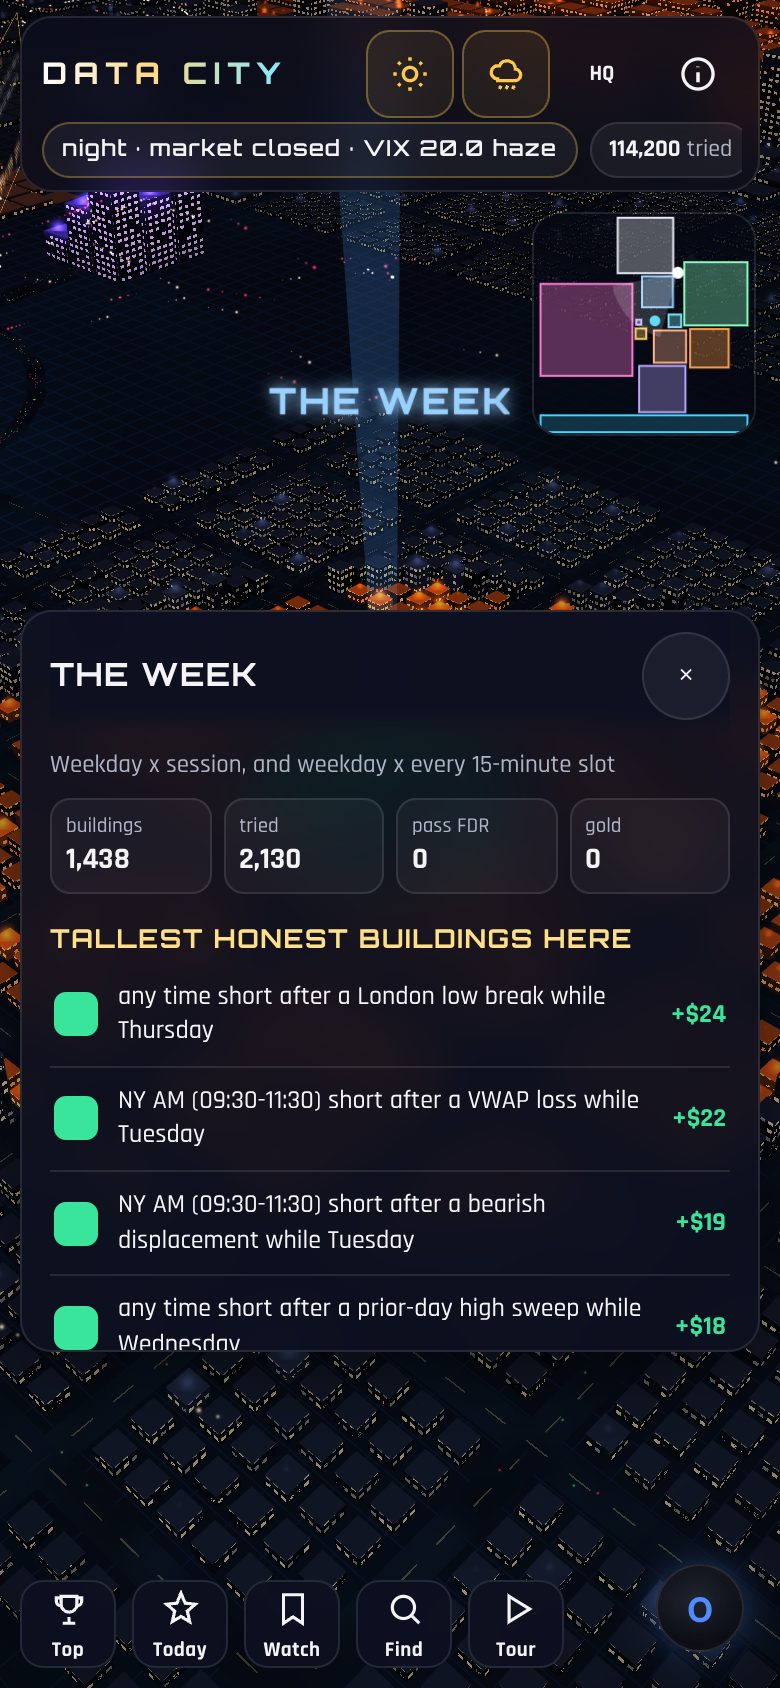 DATA CITY
HQ
night · market closed · VIX 20.0 haze
114,200 tried
THE WEEK
THE WEEK
×
Weekday x session, and weekday x every 15-minute slot
buildings
1,438
tried
2,130
pass FDR
0
gold
0
TALLEST HONEST BUILDINGS HERE
any time short after a London low break while
Thursday
+$24
NY AM (09:30-11:30) short after a VWAP loss while
Tuesday
+$22
NY AM (09:30-11:30) short after a bearish
displacement while Tuesday
+$19
any time short after a prior-day high sweep while
Wednesday
+$18
Top
Today
Watch
Find
Tour
O